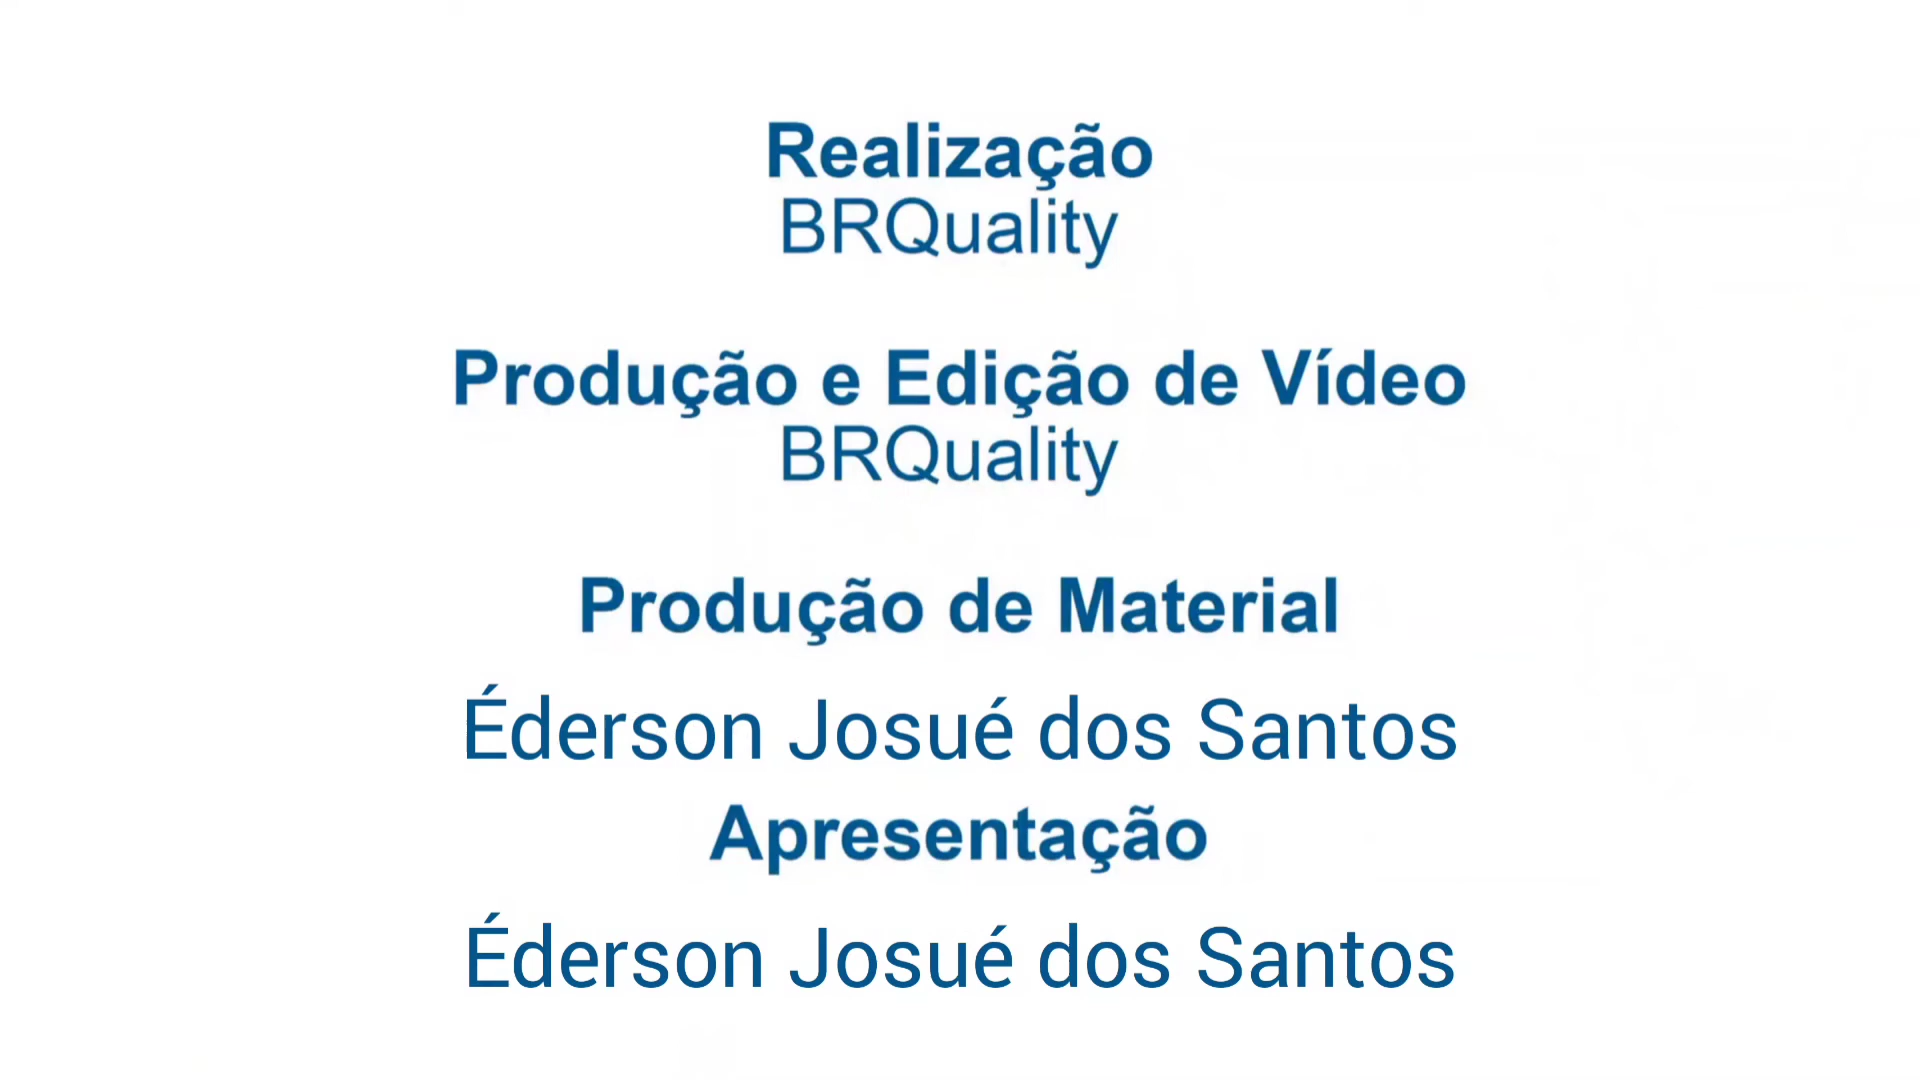 Realização
BRQuality
Produção e Edição de Vídeo
BRQuality
Produção de Material
Éderson Josué dos Santos
Apresentação
Éderson Josué dos Santos